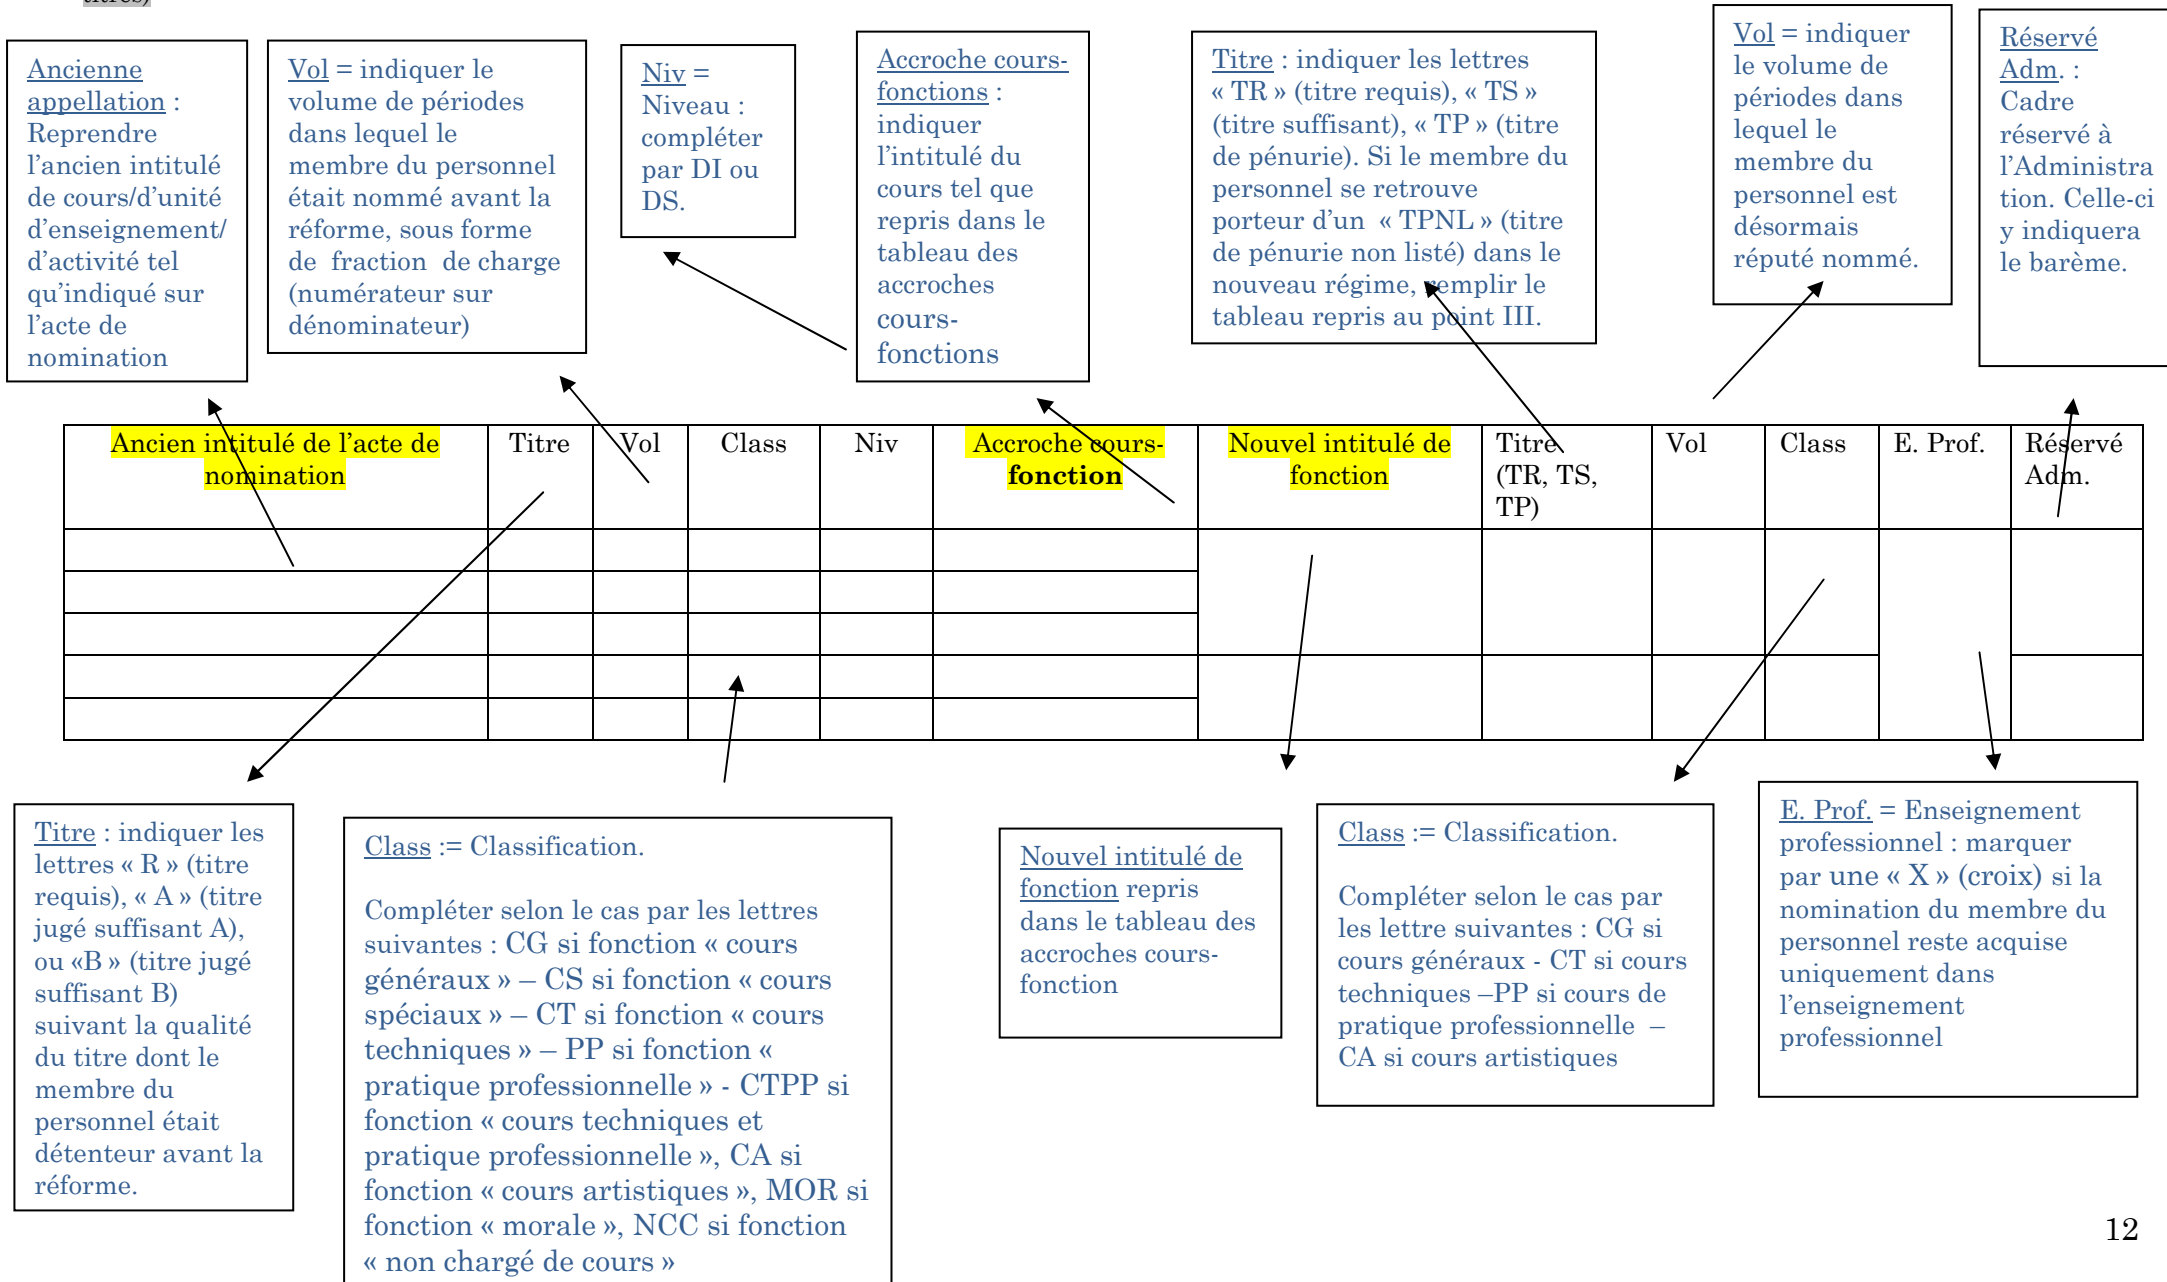 titres)
Ancienne
appellation :
Reprendre
l'ancien intitulé
de cours/d'unité
d'enseignement/
d'activité tel
qu'indiqué sur
l'acte de
nomination
Vol = indiquer le
volume de périodes
dans lequel le
membre du personnel
était nommé avant la
réforme, sous forme
de fraction de charge
(numérateur sur
dénominateur)
Niv =
Niveau :
compléter
par DI ou
DS.
Accroche cours-
fonctions :
indiquer
l'intitulé du
cours tel que
repris dans le
tableau des
accroches
cours-
fonctions
Titre : indiquer les lettres
« TR » (titre requis), « TS »
(titre suffisant), « TP » (titre
de pénurie). Si le membre du
personnel se retrouve
porteur d'un « TPNL » (titre
de pénurie non listé) dans le
nouveau régime, remplir le
tableau repris au point III.
Vol = indiquer
le volume de
périodes dans
lequel le
membre du
personnel est
désormais
réputé nommé.
Réservé
Adm. :
Cadre
réservé à
l'Administra
tion. Celle-ci
y indiquera
le barème.
Ancien intitulé de l'acte de
nomination
Titre
Vol
Class
Niv
Accroche cours-
fonction
Nouvel intitulé de
fonction
Titre
(TR, TS,
TP)
Vol
Class
E. Prof.
Réservé
Adm.
Titre : indiquer les
lettres « R » (titre
requis), « A » (titre
jugé suffisant A),
ou «B » (titre jugé
suffisant B)
suivant la qualité
du titre dont le
membre du
personnel était
détenteur avant la
réforme.
Class := Classification.
Compléter selon le cas par les lettres
suivantes : CG si fonction « cours
généraux » – CS si fonction « cours
spéciaux » – CT si fonction « cours
techniques » – PP si fonction «
pratique professionnelle » - CTPP si
fonction « cours techniques et
pratique professionnelle », CA si
fonction « cours artistiques », MOR si
fonction « morale », NCC si fonction
« non chargé de cours »
Nouvel intitulé de
fonction repris
dans le tableau des
accroches cours-
fonction
Class := Classification.
Compléter selon le cas par
les lettre suivantes : CG si
cours généraux - CT si cours
techniques –PP si cours de
pratique professionnelle –
CA si cours artistiques
E. Prof. = Enseignement
professionnel : marquer
par une « X » (croix) si la
nomination du membre du
personnel reste acquise
uniquement dans
l'enseignement
professionnel
12